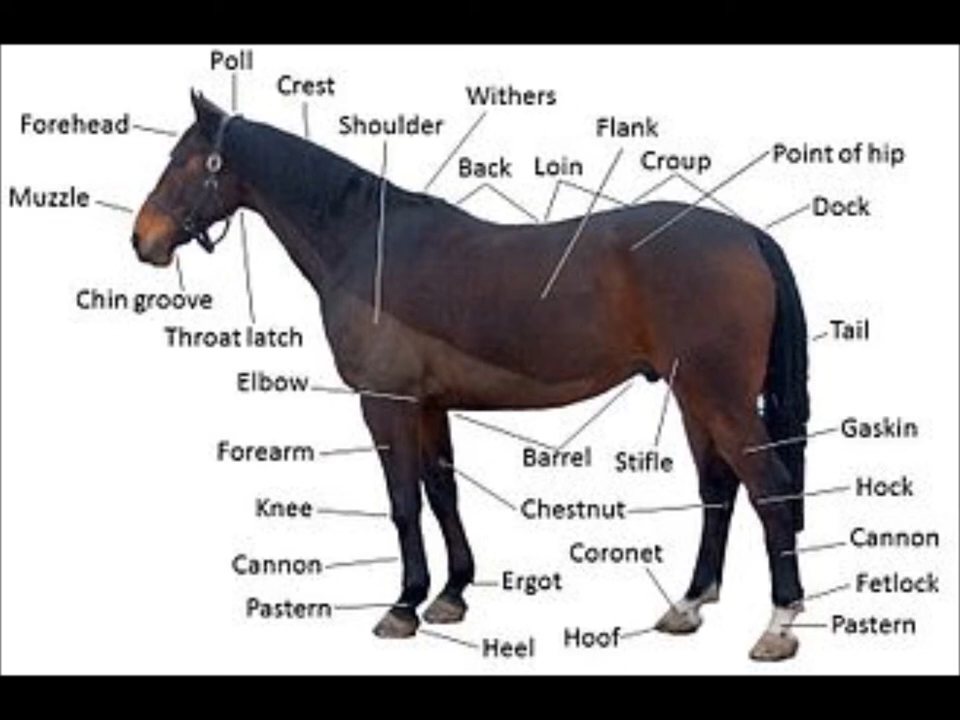 Poll
Crest
Withers
Forehead
Shoulder
Flank
Back
Loin
Croup
Point of hip
Muzzle
Dock
Chin groove
Throat latch
Tail
Elbow
Gaskin
Forearm
Barrel
Stifle
Hock
Knee
Chestnut
Cannon
Coronet
Cannon
Ergot
Fetlock
Pastern
Pastern
Hoof
Heel